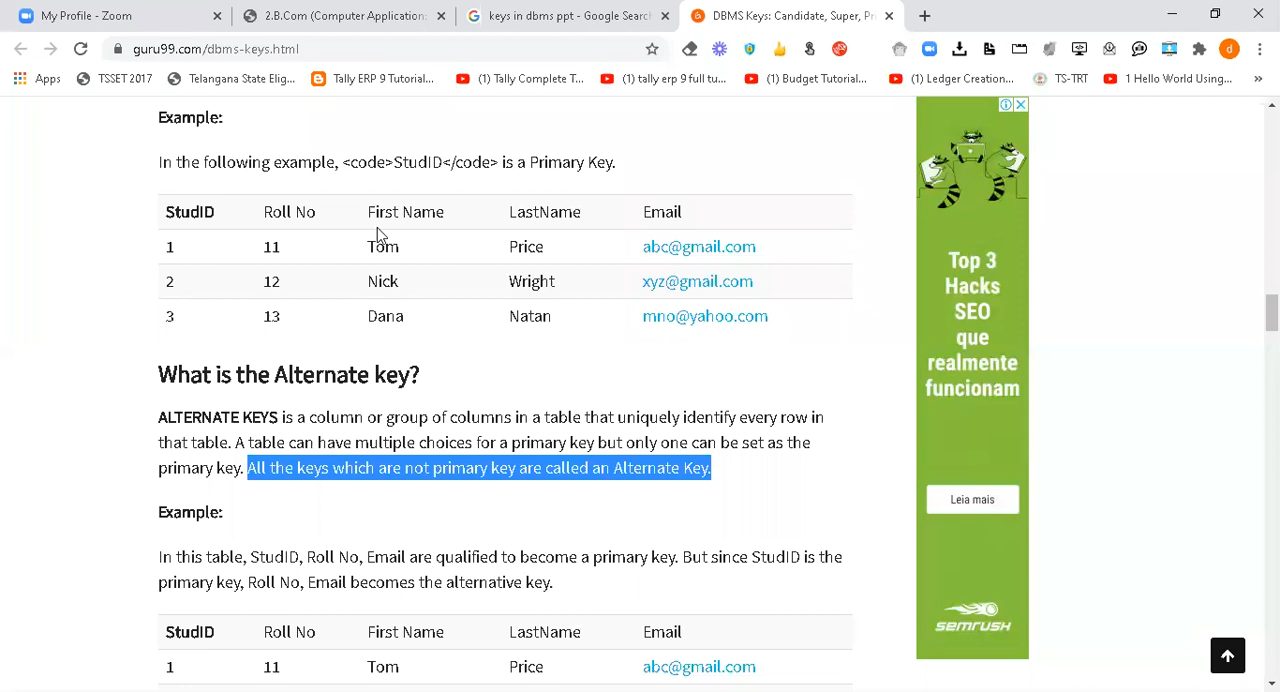 My Profile - Zoom
2.B.Com (Computer Application
keys in dbms ppt - Google Search
DBMS Keys: Candidate, Super, Pri
guru99.com/dbms-keys.html
d
Apps
TSSET 2017
Telangana State Elig...
Tally ERP 9 Tutorial...
(1) Tally Complete T...
(1) tally erp 9 full tu...
(1) Budget Tutorial...
(1) Ledger Creation...
TS-TRT
1 Hello World Using...
»
Example:
In the following example, <code>StudID</code> is a Primary Key.
StudID Roll No First Name LastName Email
1 11 Tom Price abc@gmail.com
2 12 Nick Wright xyz@gmail.com
3 13 Dana Natan mno@yahoo.com
What is the Alternate key?
ALTERNATE KEYS is a column or group of columns in a table that uniquely identify every row in
that table. A table can have multiple choices for a primary key but only one can be set as the
primary key. All the keys which are not primary key are called an Alternate Key.
Example:
In this table, StudID, Roll No, Email are qualified to become a primary key. But since StudID is the
primary key, Roll No, Email becomes the alternative key.
StudID Roll No First Name LastName Email
1 11 Tom Price abc@gmail.com
Top 3
Hacks
SEO
que
realmente
funcionam
Leia mais
SEMRUSH